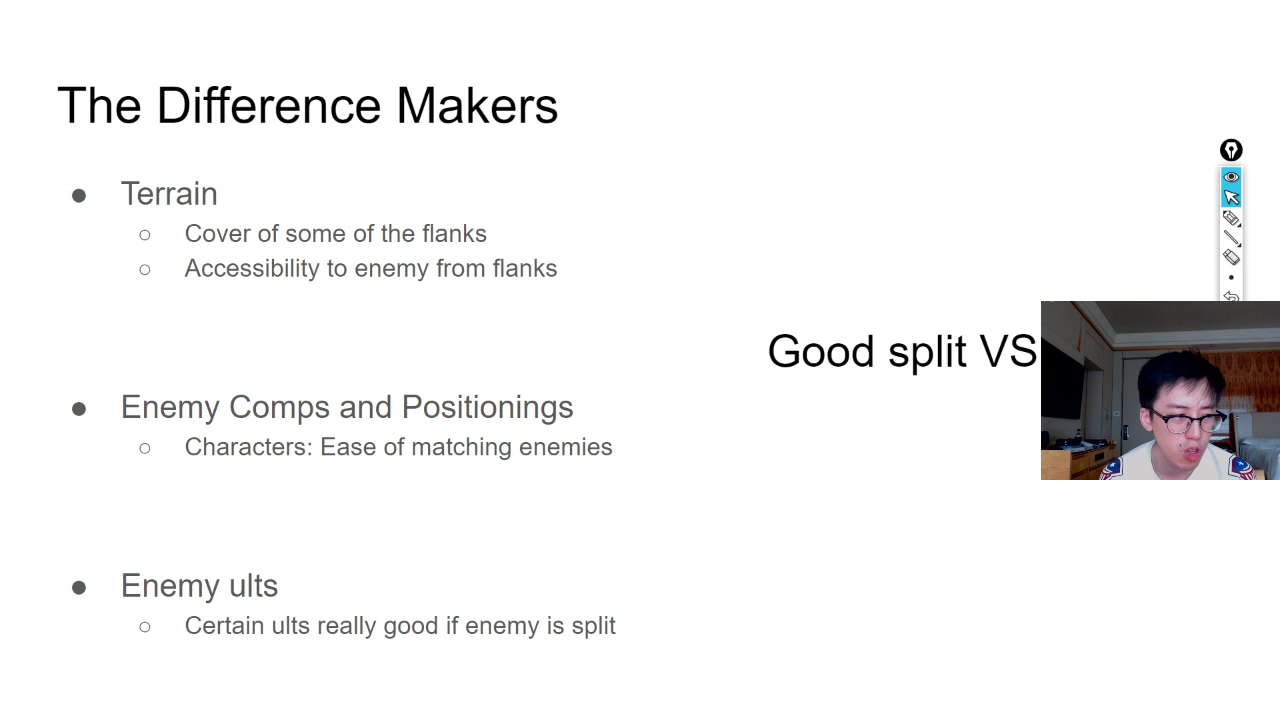 The Difference Makers
● Terrain
○ Cover of some of the flanks
○ Accessibility to enemy from flanks
Good split VS
● Enemy Comps and Positionings
○ Characters: Ease of matching enemies
● Enemy ults
○ Certain ults really good if enemy is split